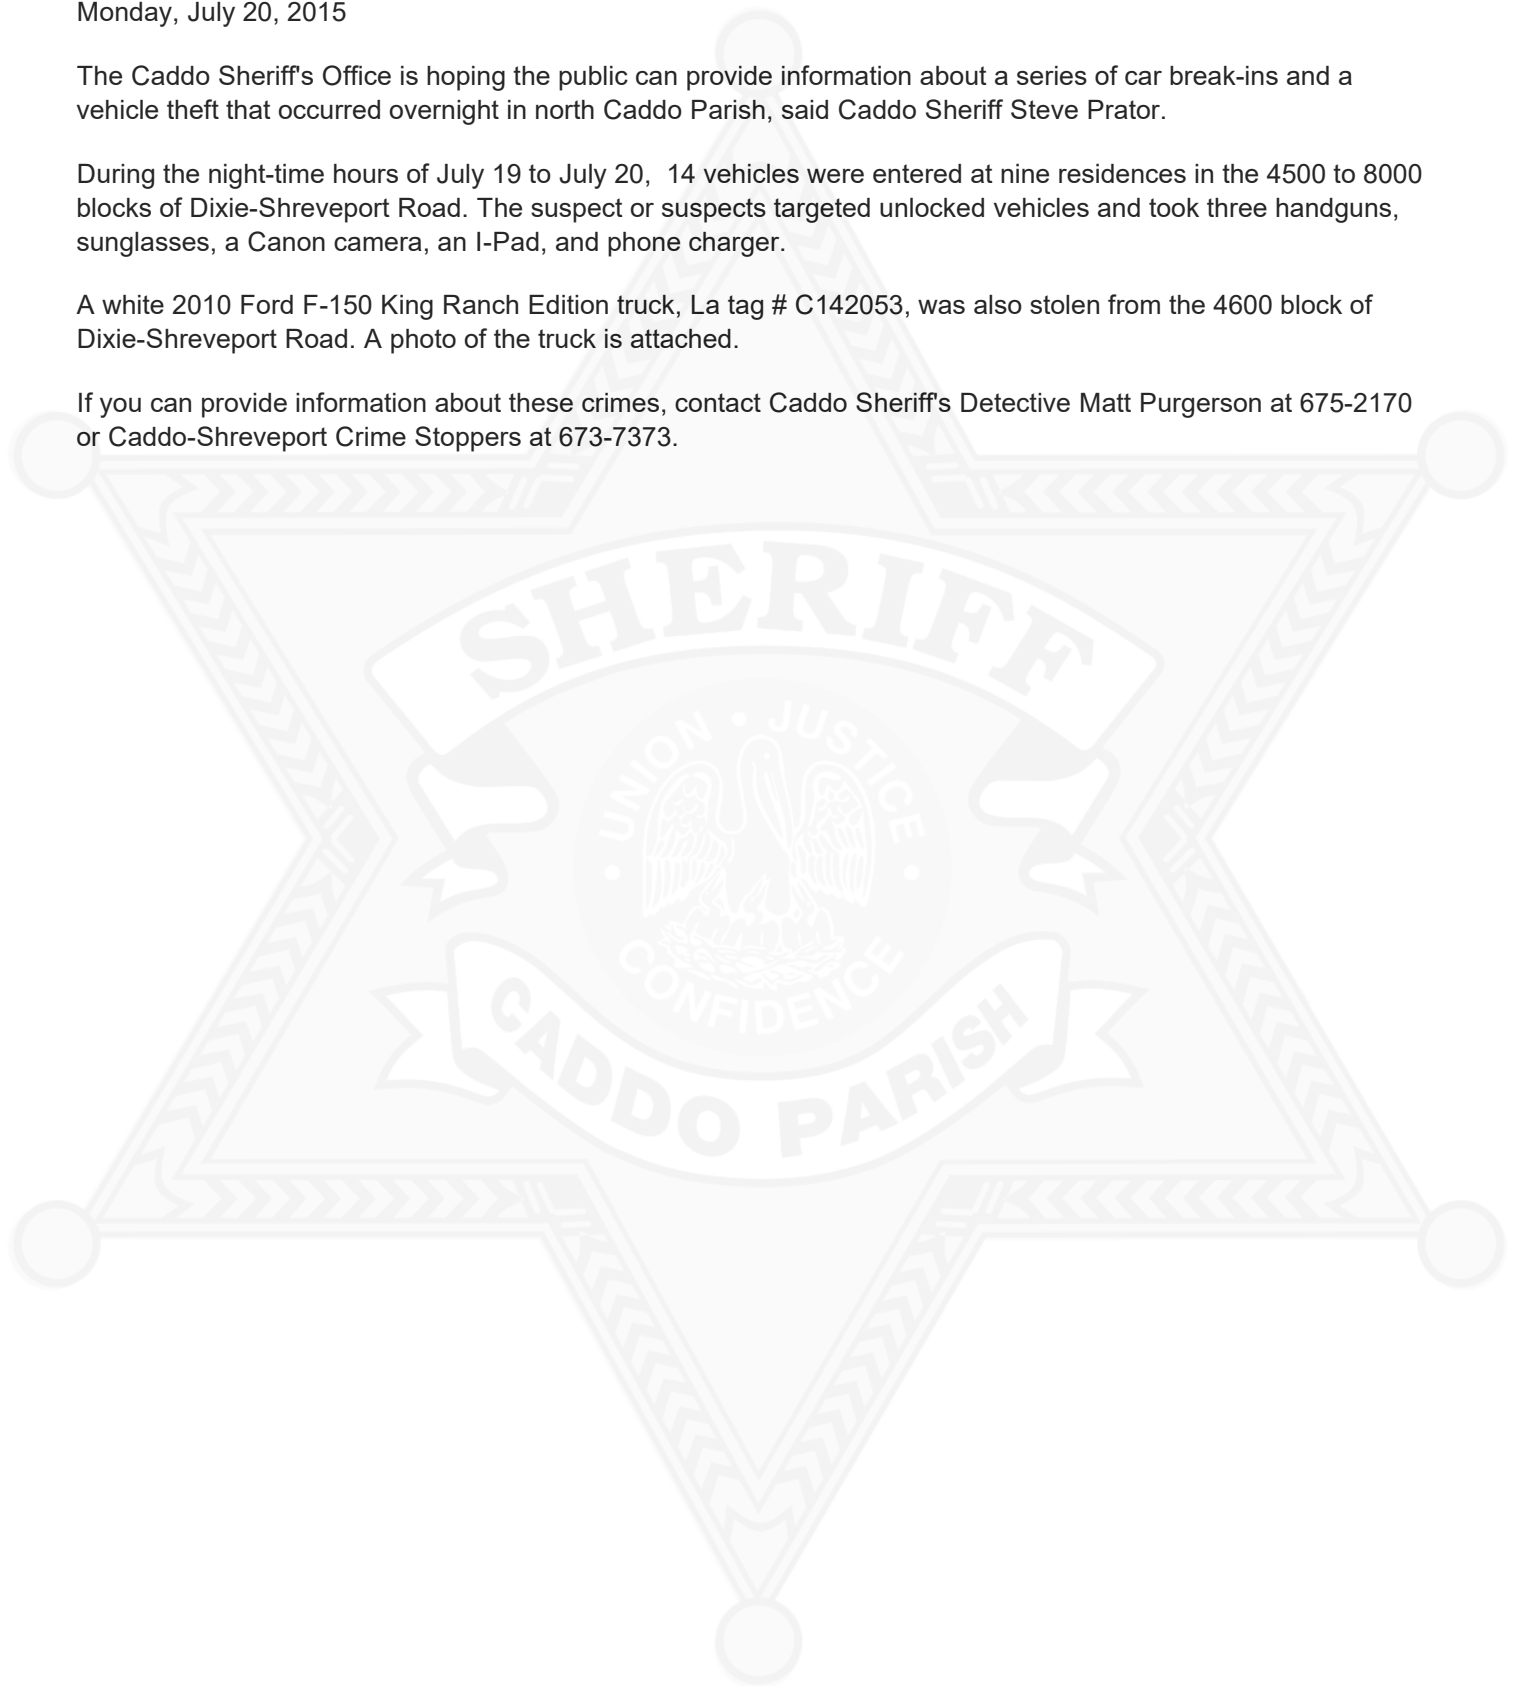 Monday, July 20, 2015
The Caddo Sheriff's Office is hoping the public can provide information about a series of car break-ins and a
vehicle theft that occurred overnight in north Caddo Parish, said Caddo Sheriff Steve Prator.
During the night-time hours of July 19 to July 20,  14 vehicles were entered at nine residences in the 4500 to 8000
blocks of Dixie-Shreveport Road. The suspect or suspects targeted unlocked vehicles and took three handguns,
sunglasses, a Canon camera, an I-Pad, and phone charger.
A white 2010 Ford F-150 King Ranch Edition truck, La tag # C142053, was also stolen from the 4600 block of
Dixie-Shreveport Road. A photo of the truck is attached.
If you can provide information about these crimes, contact Caddo Sheriff's Detective Matt Purgerson at 675-2170
or Caddo-Shreveport Crime Stoppers at 673-7373.
SHERIFF
UNION • JUSTICE
• CONFIDENCE •
CADDO PARISH